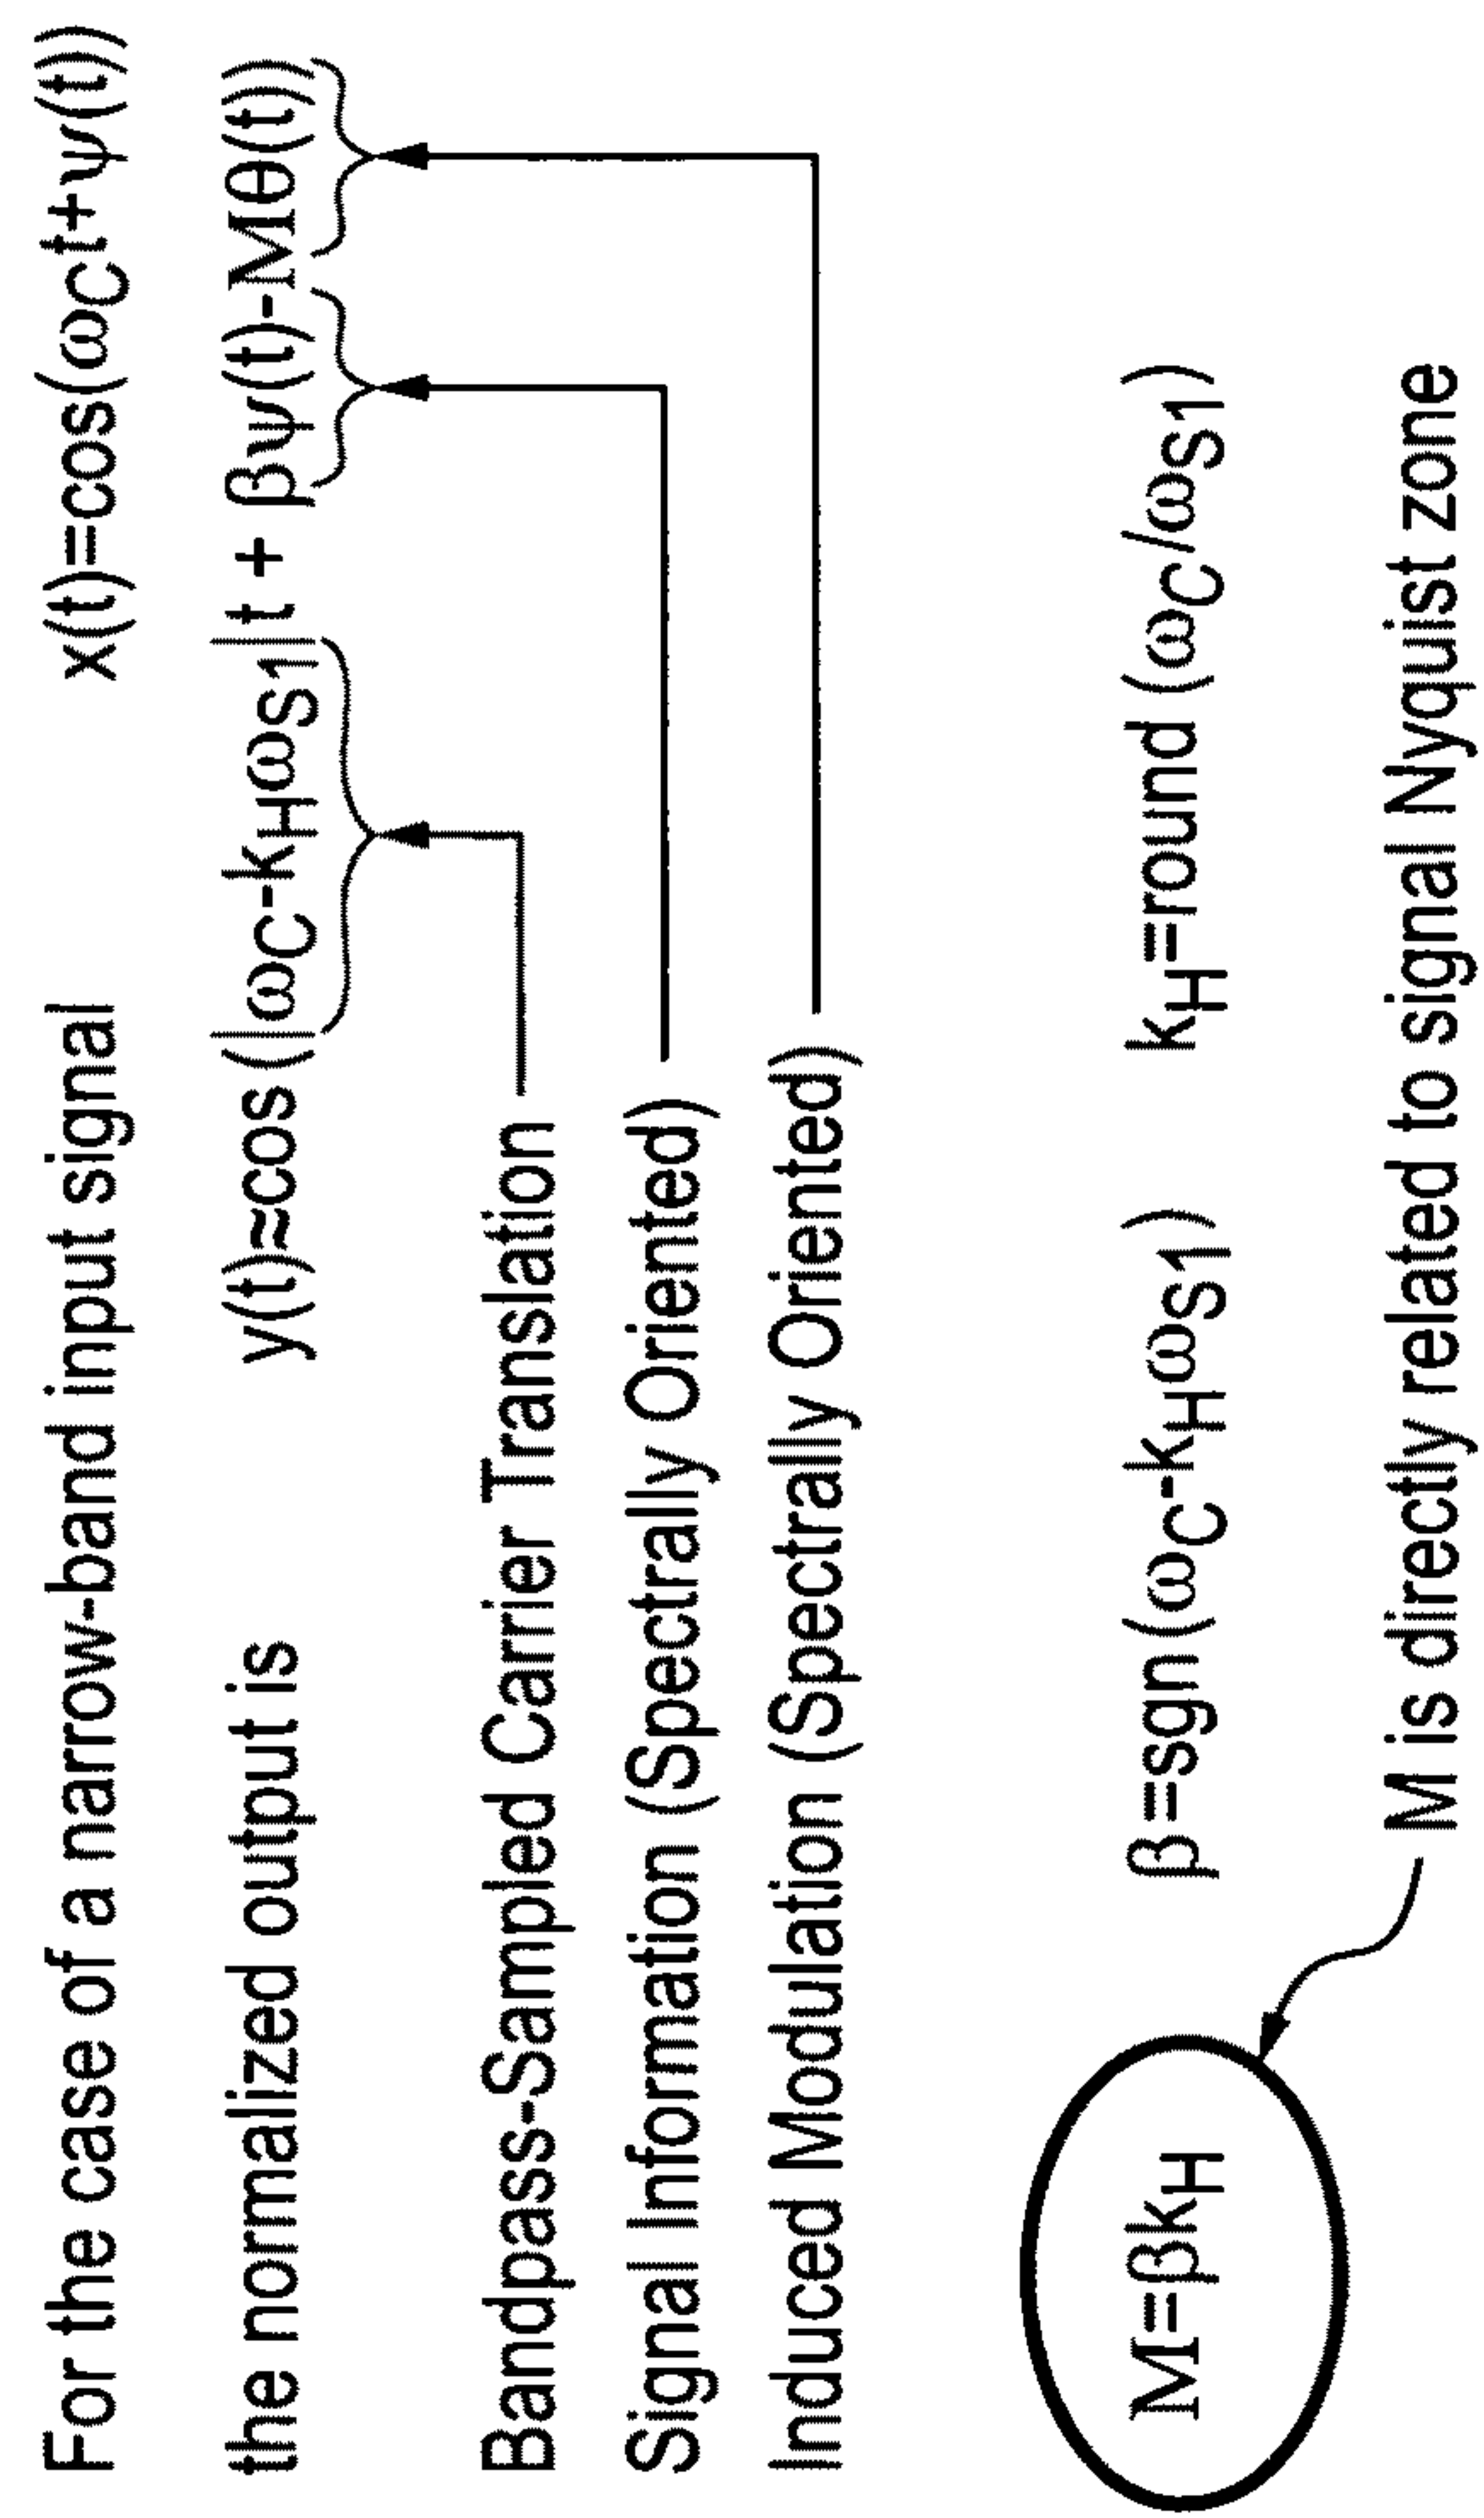 For the case of a narrow-band input signal x(t)=cos(ωCt+ψ(t))
the normalized output is y(t)≈cos(|ωC-kHωS1|t + βψ(t)-Mθ(t))
Bandpass-Sampled Carrier Translation
Signal Information (Spectrally Oriented)
Induced Modulation (Spectrally Oriented)
M=βkH β=sgn(ωC-kHωS1) kH=round (ωC/ωS1)
M is directly related to signal Nyquist zone